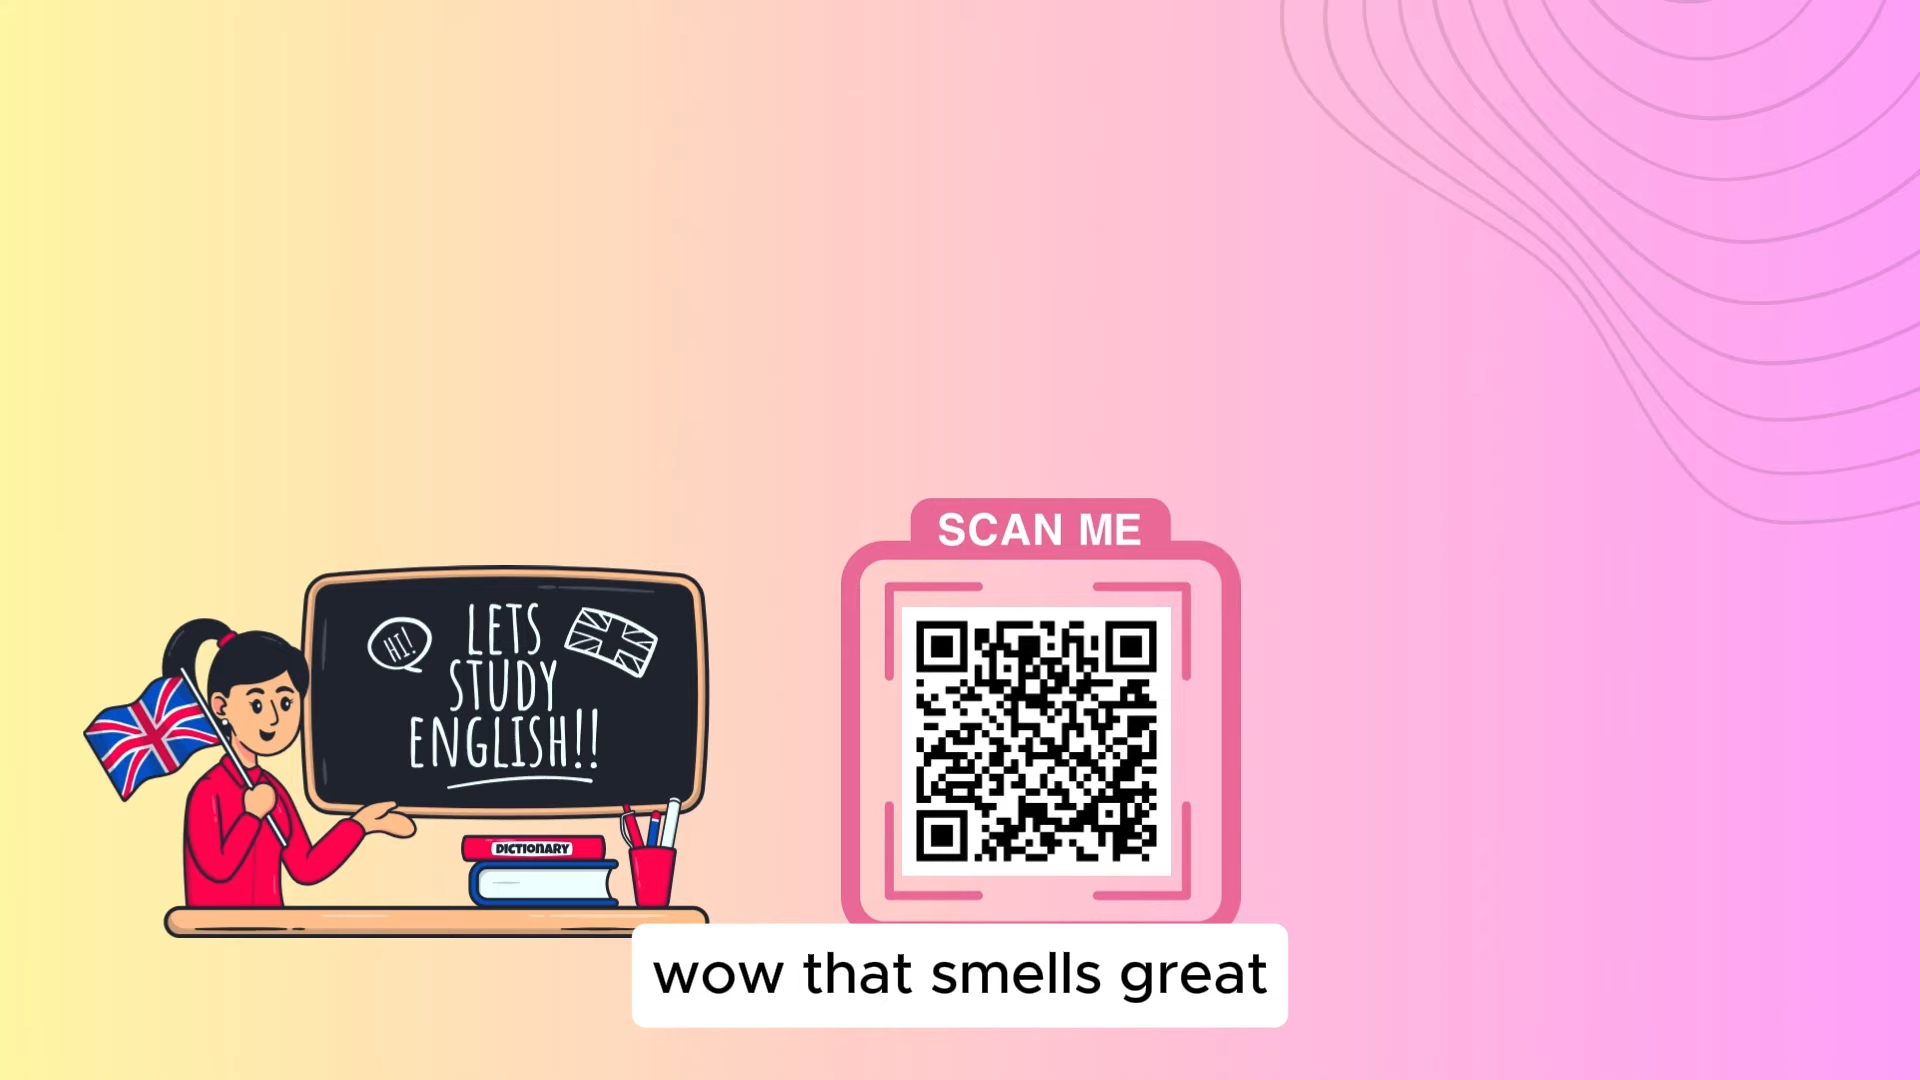 SCAN ME
HI!
LETS
STUDY
ENGLISH!!
DICTIONARY
wow that smells great